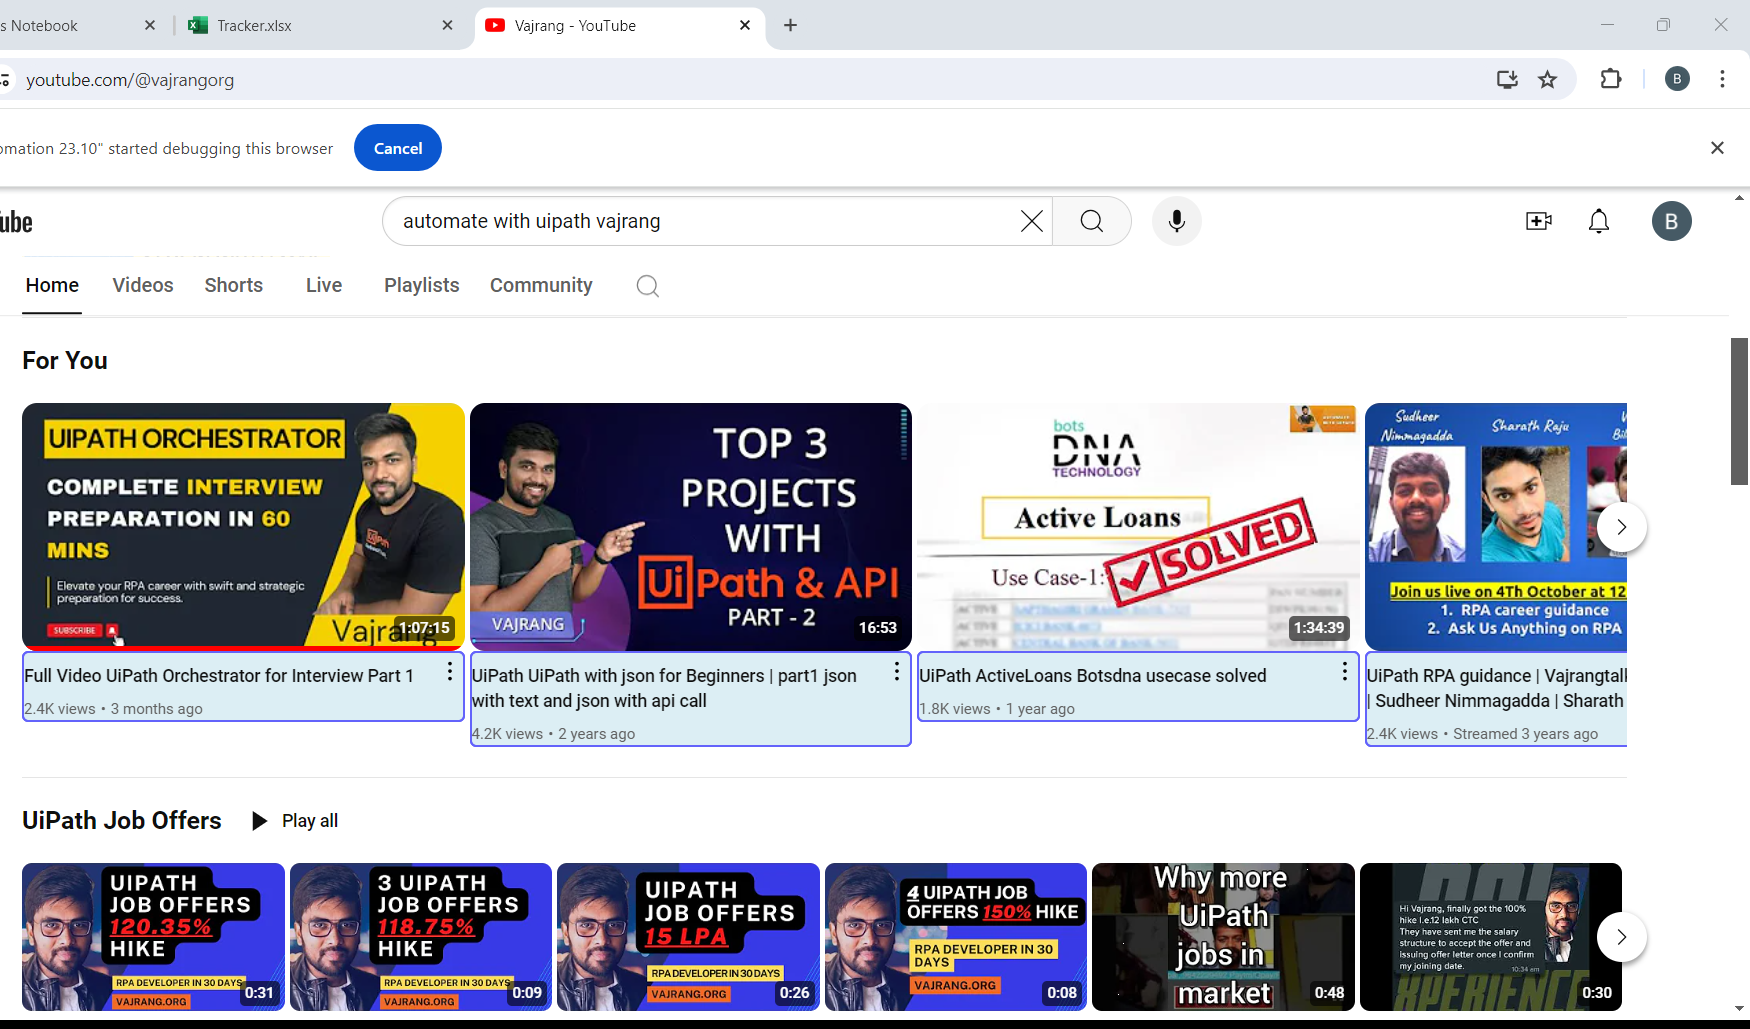 s Notebook
Tracker.xlsx
Vajrang - YouTube
youtube.com/@vajrangorg
B
omation 23.10" started debugging this browser
Cancel
ube
automate with uipath vajrang
B
Home
Videos
Shorts
Live
Playlists
Community
For You
UIPATH ORCHESTRATOR
COMPLETE INTERVIEW
PREPARATION IN 60
MINS
Elevate your RPA career with swift and strategic
preparation for success.
SUBSCRIBE
UiPath
Vajrang
1:07:15
Full Video UiPath Orchestrator for Interview Part 1
2.4K views • 3 months ago
TOP 3
PROJECTS
WITH
UiPath & API
PART - 2
VAJRANG
16:53
UiPath UiPath with json for Beginners | part1 json
with text and json with api call
4.2K views • 2 years ago
bots
DNA
TECHNOLOGY
Active Loans
Use Case-1:
SOLVED
1:34:39
UiPath ActiveLoans Botsdna usecase solved
1.8K views • 1 year ago
Sudheer
Nimmagadda
Sharath Raju
Join us live on 4Th October at 12
1. RPA career guidance
2. Ask Us Anything on RPA
UiPath RPA guidance | Vajrangtalk
| Sudheer Nimmagadda | Sharath
2.4K views • Streamed 3 years ago
UiPath Job Offers
Play all
UIPATH
JOB OFFERS
120.35%
HIKE
RPA DEVELOPER IN 30 DAYS
VAJRANG.ORG
0:31
3 UIPATH
JOB OFFERS
118.75%
HIKE
RPA DEVELOPER IN 30 DAYS
VAJRANG.ORG
0:09
UIPATH
JOB OFFERS
15 LPA
RPA DEVELOPER IN 30 DAYS
VAJRANG.ORG
0:26
4 UIPATH JOB
OFFERS 150% HIKE
RPA DEVELOPER IN 30
DAYS
VAJRANG.ORG
0:08
Why more
UiPath
jobs in
market
0:48
Hi Vajrang, finally got the 100%
hike I.e.12 lakh CTC
They have sent me the salary
structure to accept the offer and
issuing offer letter once I confirm
my joining date.
10:34 am
XPERIENCE
0:30